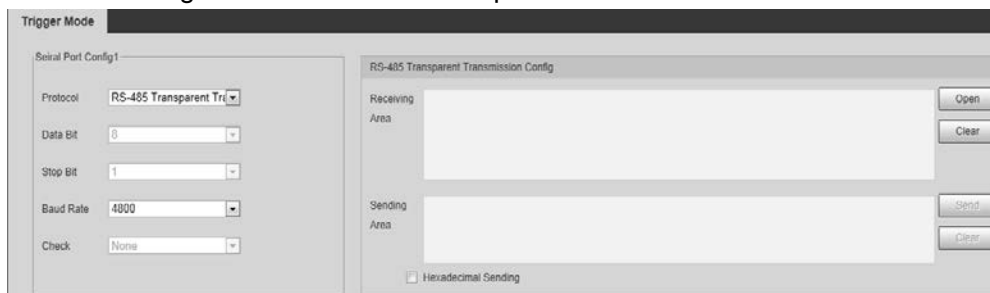 Trigger Mode
Seiral Port Config1
Protocol RS-485 Transparent Tra
Data Bit 8
Stop Bit 1
Baud Rate 4800
Check None
RS-485 Transparent Transmission Config
Receiving Area
Open
Clear
Sending Area
Send
Clear
Hexadecimal Sending